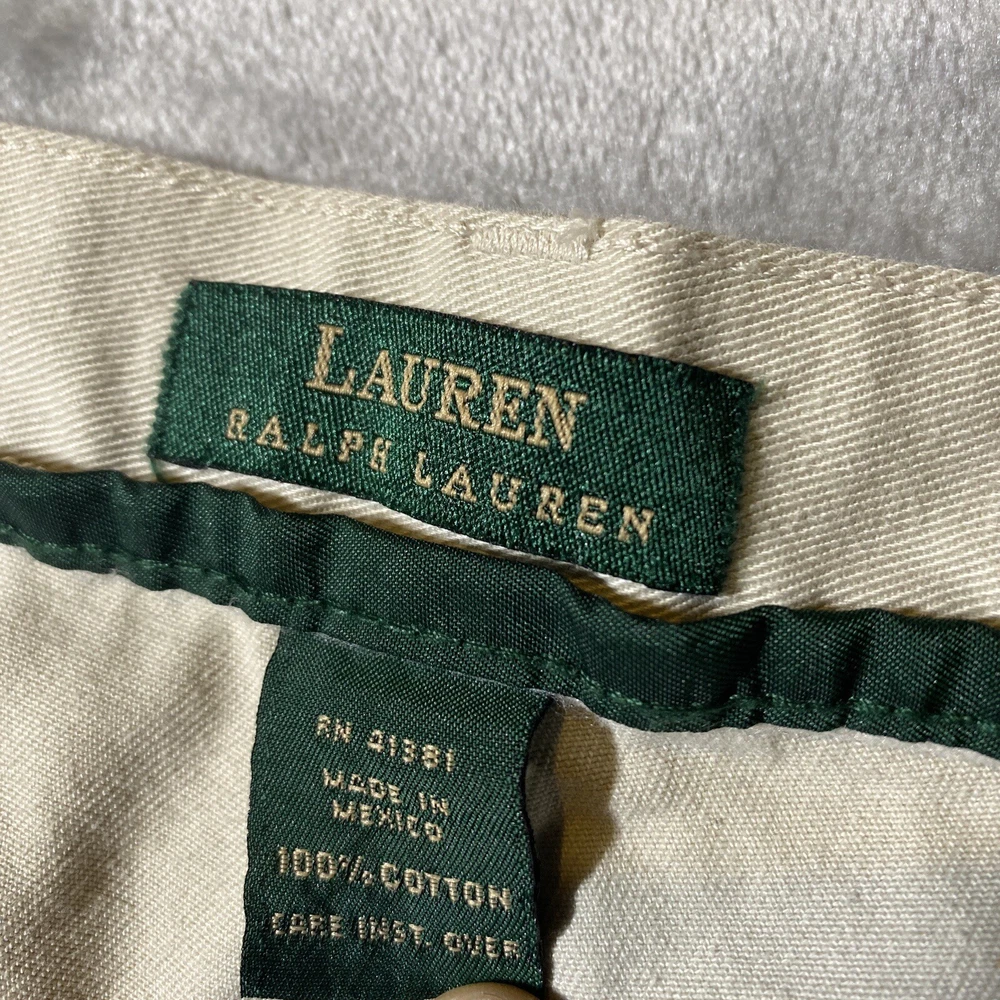 LAUREN
RALPH LAUREN
RN 41381
MADE IN
MEXICO
100% COTTON
CARE INST. OVER